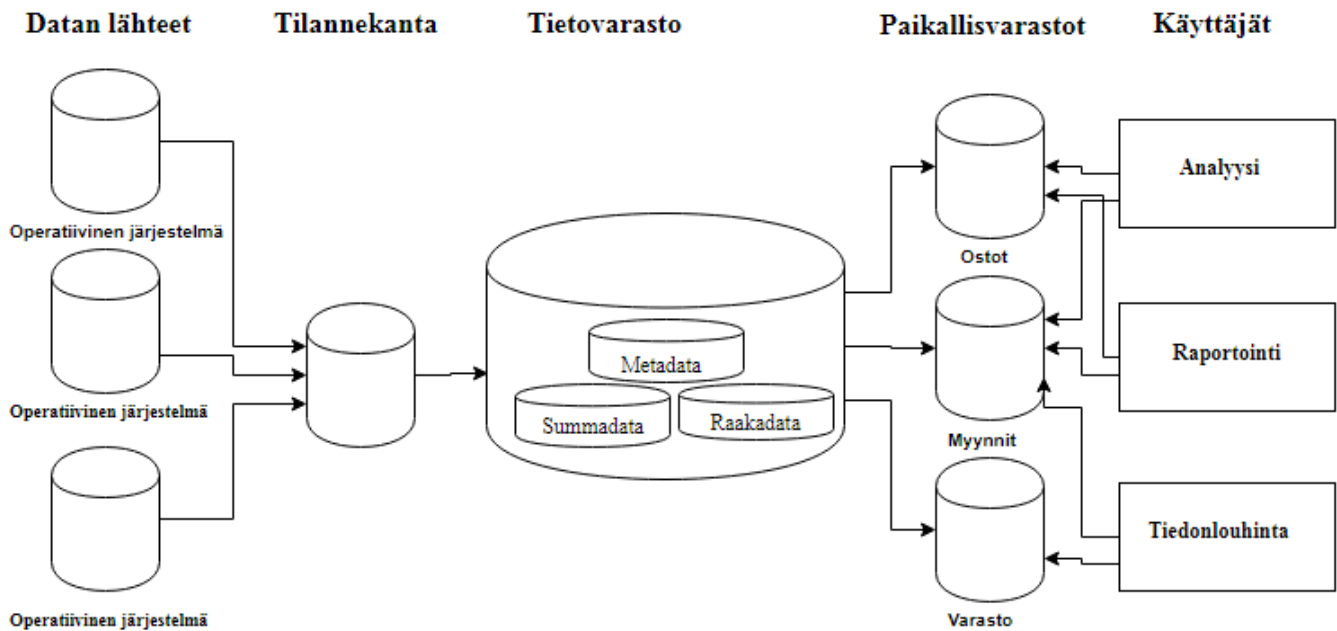 Datan lähteet
Tilannekanta
Tietovarasto
Paikallisvarastot
Käyttäjät
Operatiivinen järjestelmä
Operatiivinen järjestelmä
Operatiivinen järjestelmä
Metadata
Summadata
Raakadata
Ostot
Myynnit
Varasto
Analyysi
Raportointi
Tiedonlouhinta